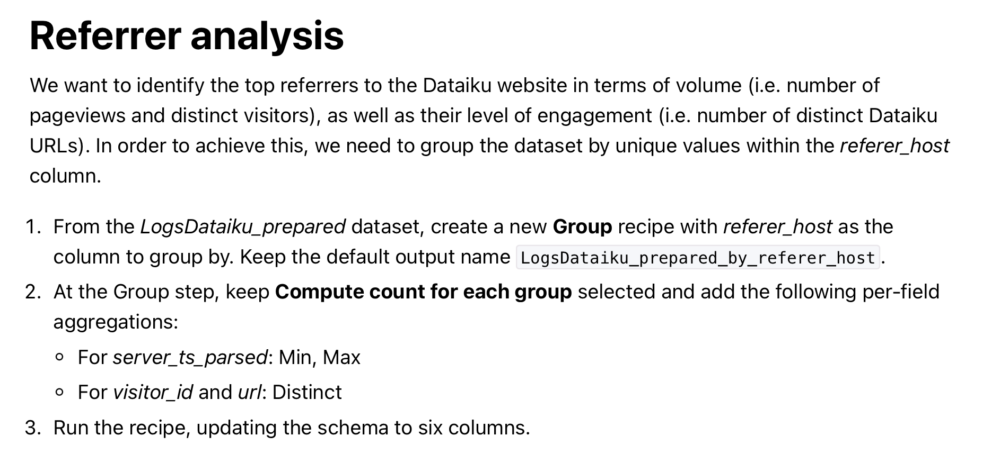 Referrer analysis
We want to identify the top referrers to the Dataiku website in terms of volume (i.e. number of
pageviews and distinct visitors), as well as their level of engagement (i.e. number of distinct Dataiku
URLs). In order to achieve this, we need to group the dataset by unique values within the referer_host
column.
1. From the LogsDataiku_prepared dataset, create a new Group recipe with referer_host as the
column to group by. Keep the default output name LogsDataiku_prepared_by_referer_host.
2. At the Group step, keep Compute count for each group selected and add the following per-field
aggregations:
○ For server_ts_parsed: Min, Max
○ For visitor_id and url: Distinct
3. Run the recipe, updating the schema to six columns.